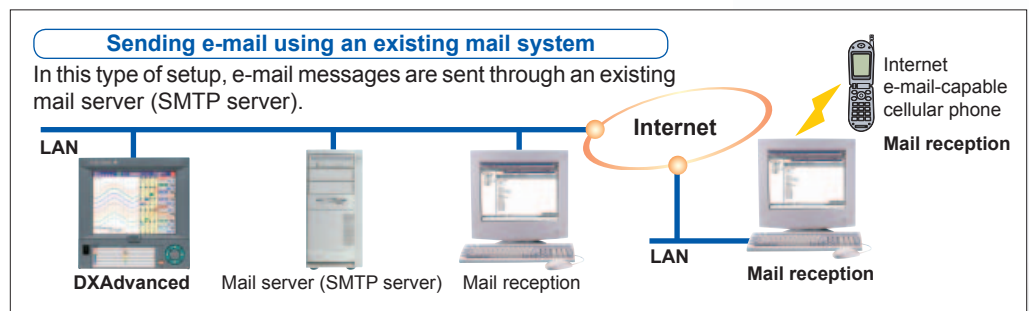 Sending e-mail using an existing mail system
In this type of setup, e-mail messages are sent through an existing
mail server (SMTP server).
Internet
e-mail-capable
cellular phone
Mail reception
Internet
LAN
LAN
DXAdvanced
Mail server (SMTP server)
Mail reception
Mail reception